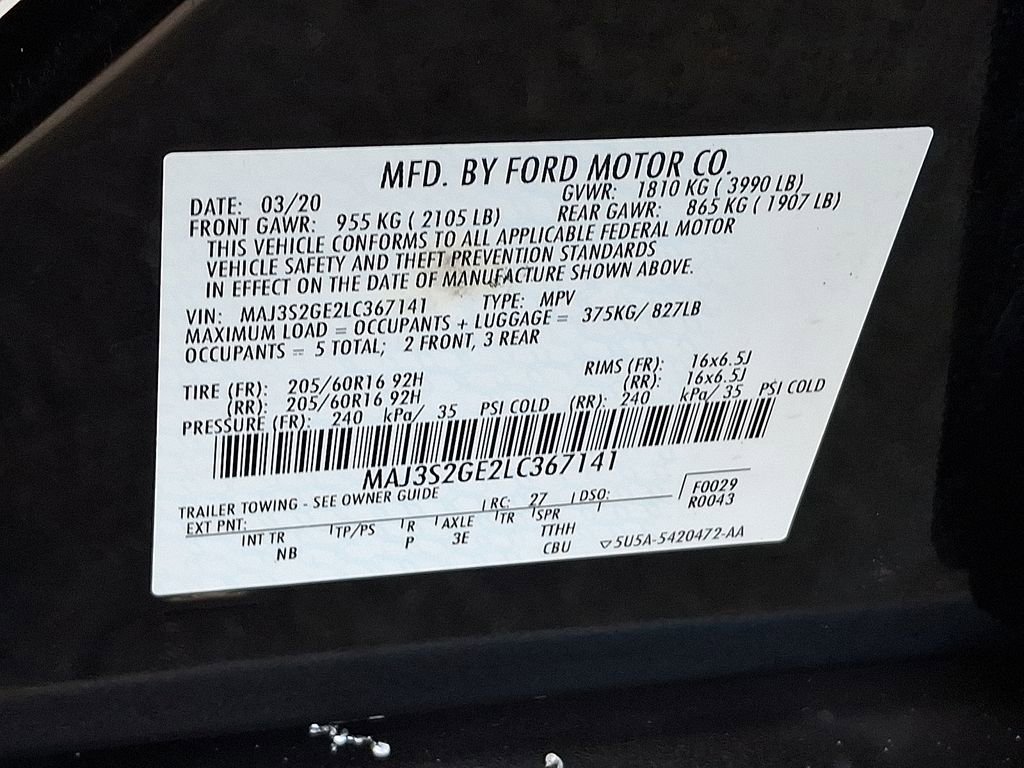 MFD. BY FORD MOTOR CO.
DATE: 03/20 GVWR: 1810 KG ( 3990 LB)
FRONT GAWR: 955 KG ( 2105 LB) REAR GAWR: 865 KG ( 1907 LB)
THIS VEHICLE CONFORMS TO ALL APPLICABLE FEDERAL MOTOR
VEHICLE SAFETY AND THEFT PREVENTION STANDARDS
IN EFFECT ON THE DATE OF MANUFACTURE SHOWN ABOVE.
VIN: MAJ3S2GE2LC367141 TYPE: MPV
MAXIMUM LOAD = OCCUPANTS + LUGGAGE = 375KG/ 827LB
OCCUPANTS = 5 TOTAL; 2 FRONT, 3 REAR
TIRE (FR): 205/60R16 92H RIMS (FR): 16x6.5J
(RR): 205/60R16 92H (RR): 16x6.5J
PRESSURE (FR): 240 kPa/ 35 PSI COLD (RR): 240 kPa/ 35 PSI COLD
MAJ3S2GE2LC367141
TRAILER TOWING - SEE OWNER GUIDE
EXT PNT: RC: 27 DSO: F0029
R0043
INT TR TP/PS R AXLE TR SPR
NB P 3E TTHH
CBU 5U5A-5420472-AA